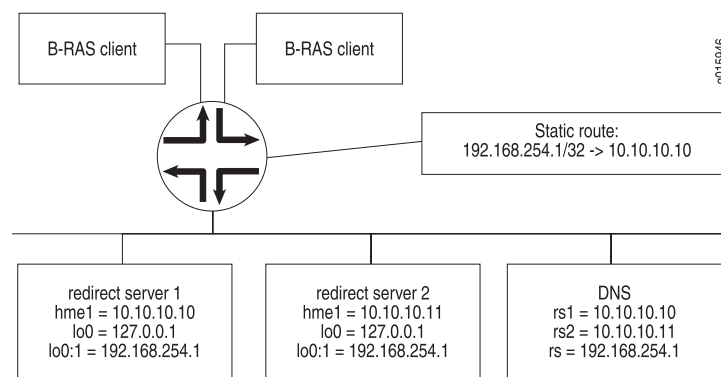 B-RAS client
B-RAS client
g015946
Static route:
192.168.254.1/32 -> 10.10.10.10
redirect server 1
hme1 = 10.10.10.10
lo0 = 127.0.0.1
lo0:1 = 192.168.254.1
redirect server 2
hme1 = 10.10.10.11
lo0 = 127.0.0.1
lo0:1 = 192.168.254.1
DNS
rs1 = 10.10.10.10
rs2 = 10.10.10.11
rs = 192.168.254.1